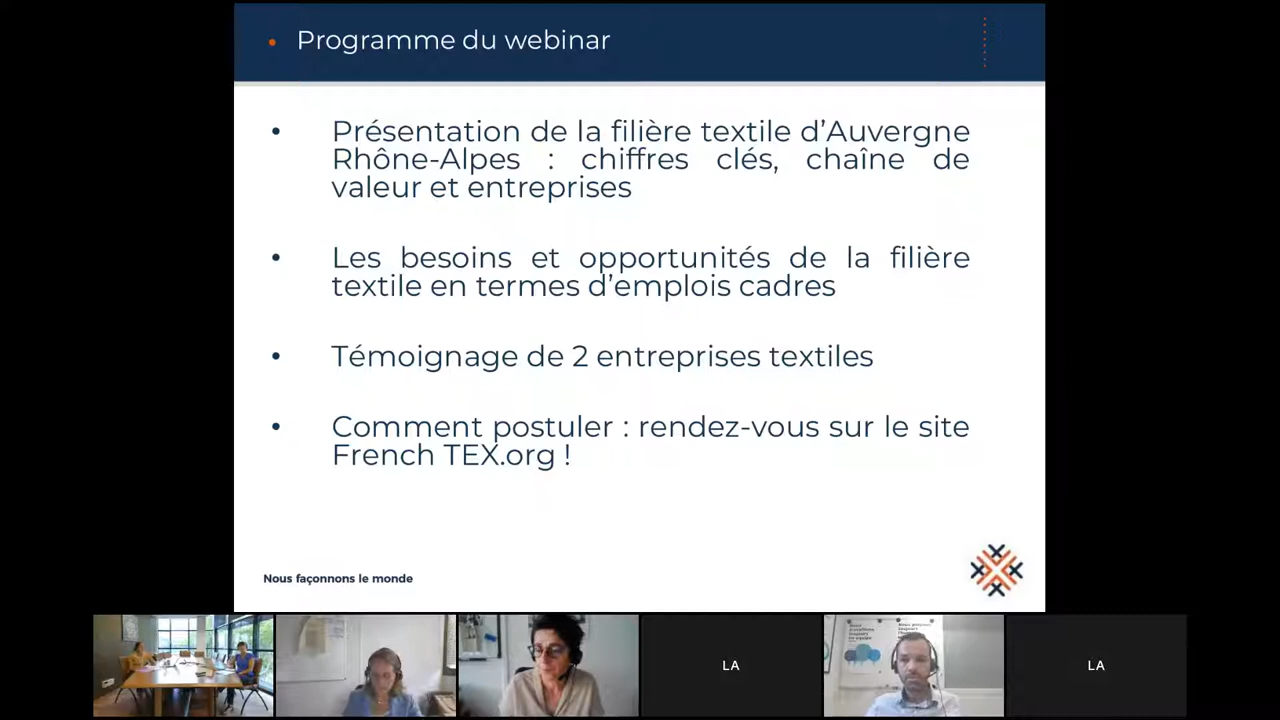 • Programme du webinar
• Présentation de la filière textile d’Auvergne
Rhône-Alpes : chiffres clés, chaîne de
valeur et entreprises
• Les besoins et opportunités de la filière
textile en termes d’emplois cadres
• Témoignage de 2 entreprises textiles
• Comment postuler : rendez-vous sur le site
French TEX.org !
Nous façonnons le monde
LA
LA